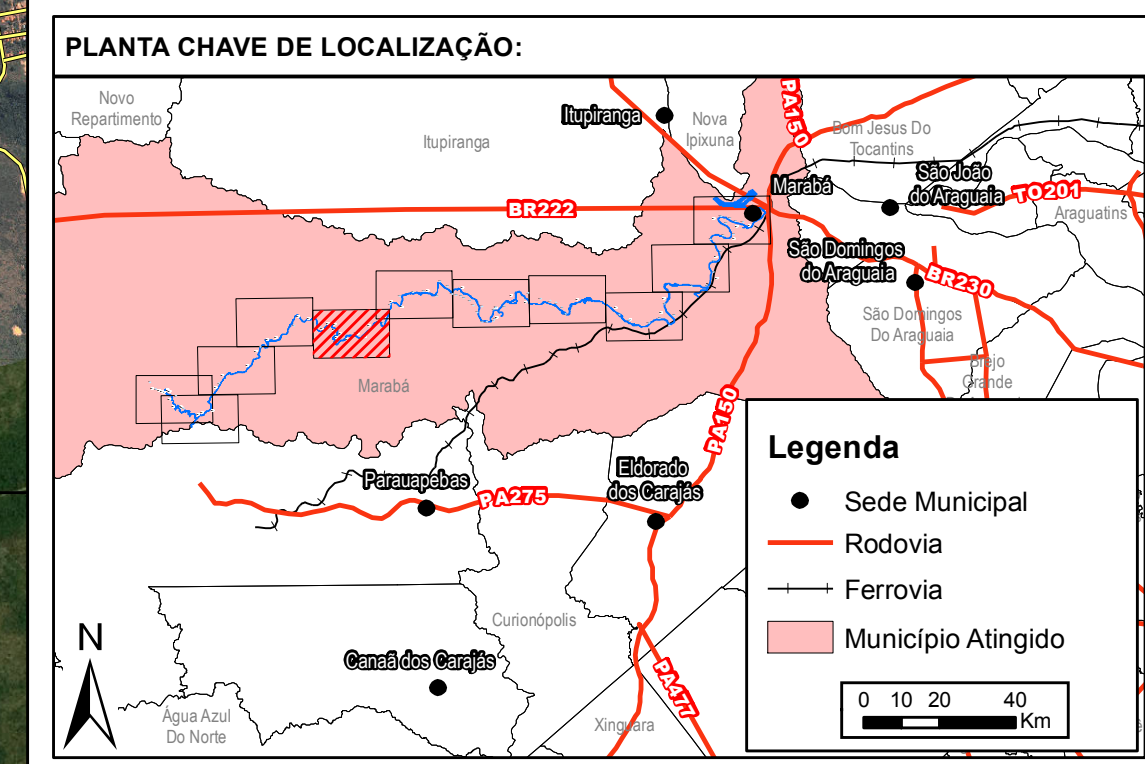 PLANTA CHAVE DE LOCALIZAÇÃO:
Novo
Repartimento
Itupiranga
Itupiranga
Nova
Ipixuna
PA150
Bom Jesus Do
Tocantins
São João
do Araguaia
TO201
Araguatins
Marabá
BR222
São Domingos
do Araguaia
BR230
São Domingos
Do Araguaia
Brejo
Grande
Marabá
PA150
Parauapebas
PA275
Eldorado
dos Carajás
Curionópolis
Canaã dos Carajás
PA477
Água Azul
Do Norte
Xinguara
N
Legenda
Sede Municipal
Rodovia
Ferrovia
Município Atingido
0 10 20 40
Km